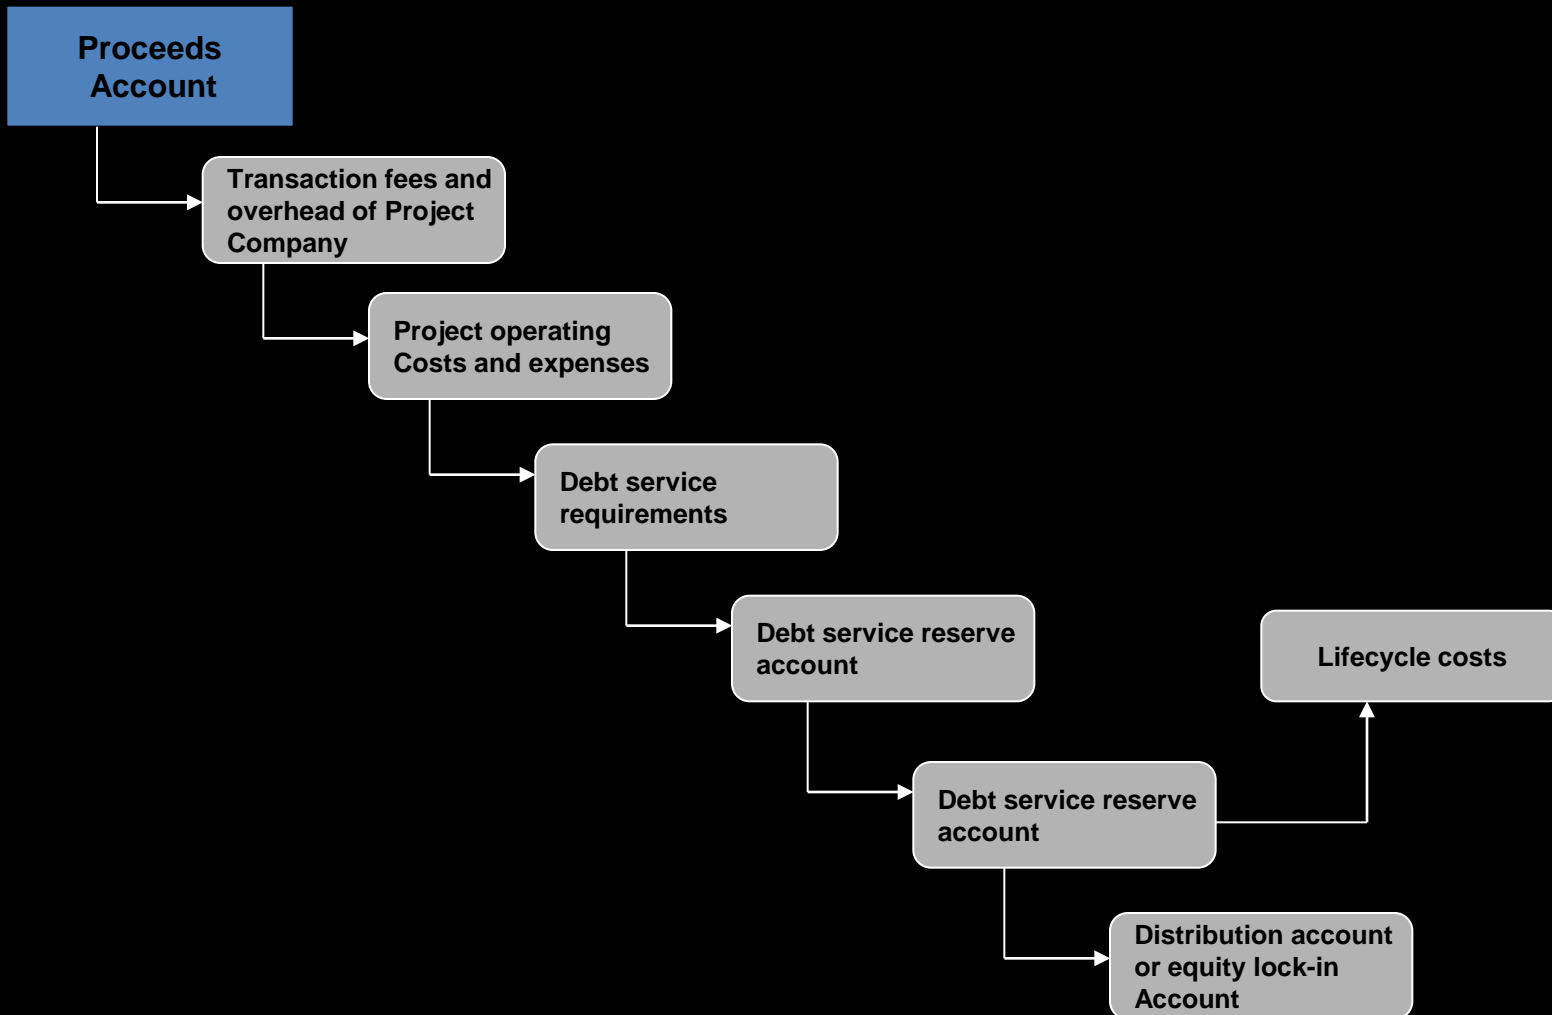 Proceeds
Account
Transaction fees and
overhead of Project
Company
Project operating
Costs and expenses
Debt service
requirements
Debt service reserve
account
Lifecycle costs
Debt service reserve
account
Distribution account
or equity lock-in
Account